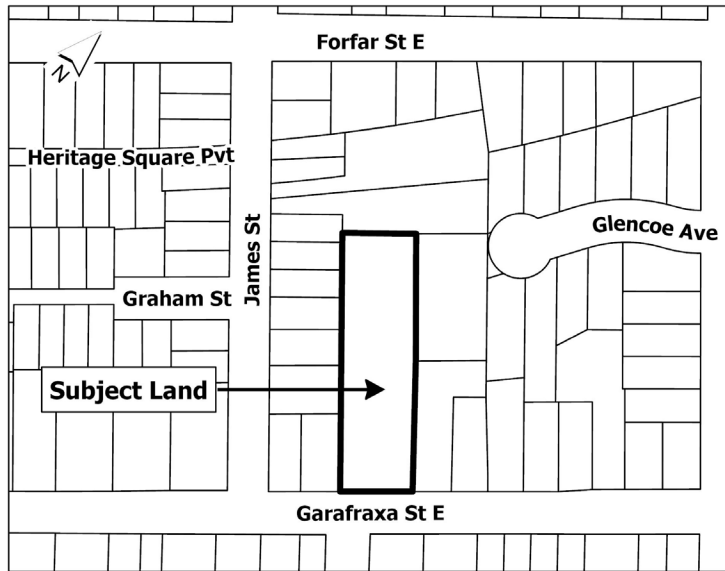 Forfar St E
N
Heritage Square Pvt
Glencoe Ave
James St
Graham St
Subject Land
Garafraxa St E